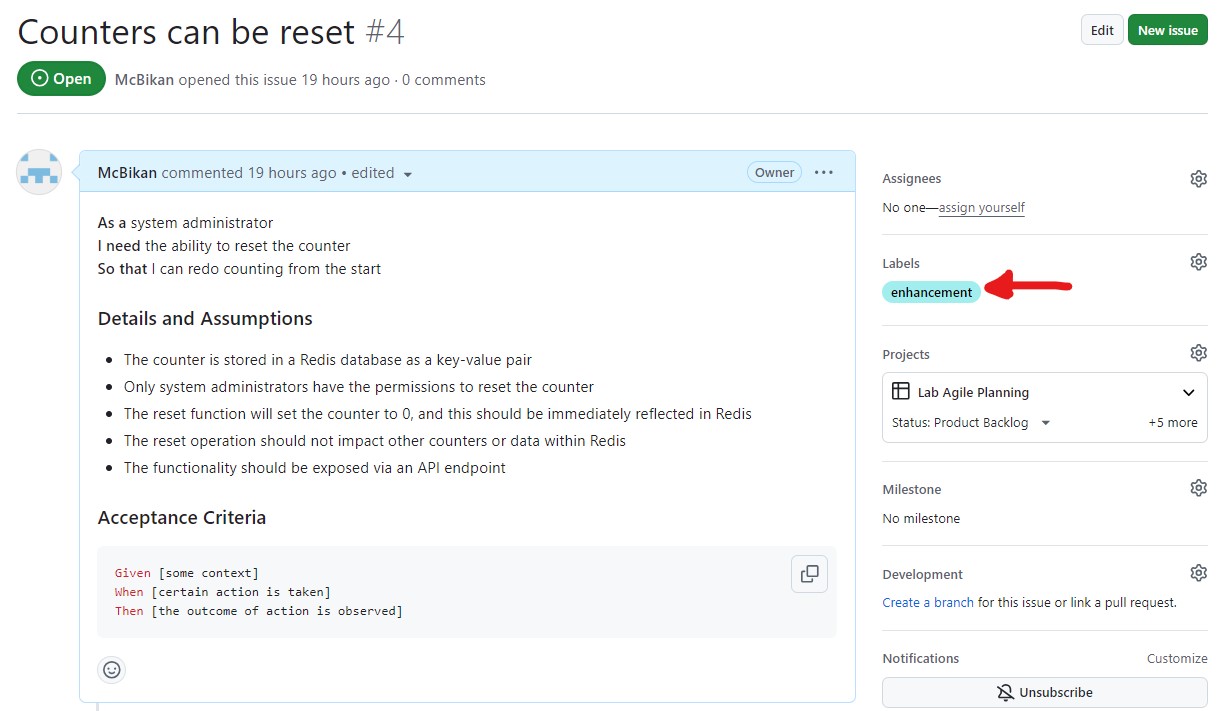 Counters can be reset #4
Edit
New issue
Open
McBikan opened this issue 19 hours ago · 0 comments
McBikan commented 19 hours ago • edited
Owner
As a system administrator
I need the ability to reset the counter
So that I can redo counting from the start
Details and Assumptions
• The counter is stored in a Redis database as a key-value pair
• Only system administrators have the permissions to reset the counter
• The reset function will set the counter to 0, and this should be immediately reflected in Redis
• The reset operation should not impact other counters or data within Redis
• The functionality should be exposed via an API endpoint
Acceptance Criteria
Given [some context]
When [certain action is taken]
Then [the outcome of action is observed]
Assignees
No one—assign yourself
Labels
enhancement
Projects
Lab Agile Planning
Status: Product Backlog
+5 more
Milestone
No milestone
Development
Create a branch for this issue or link a pull request.
Notifications
Customize
Unsubscribe